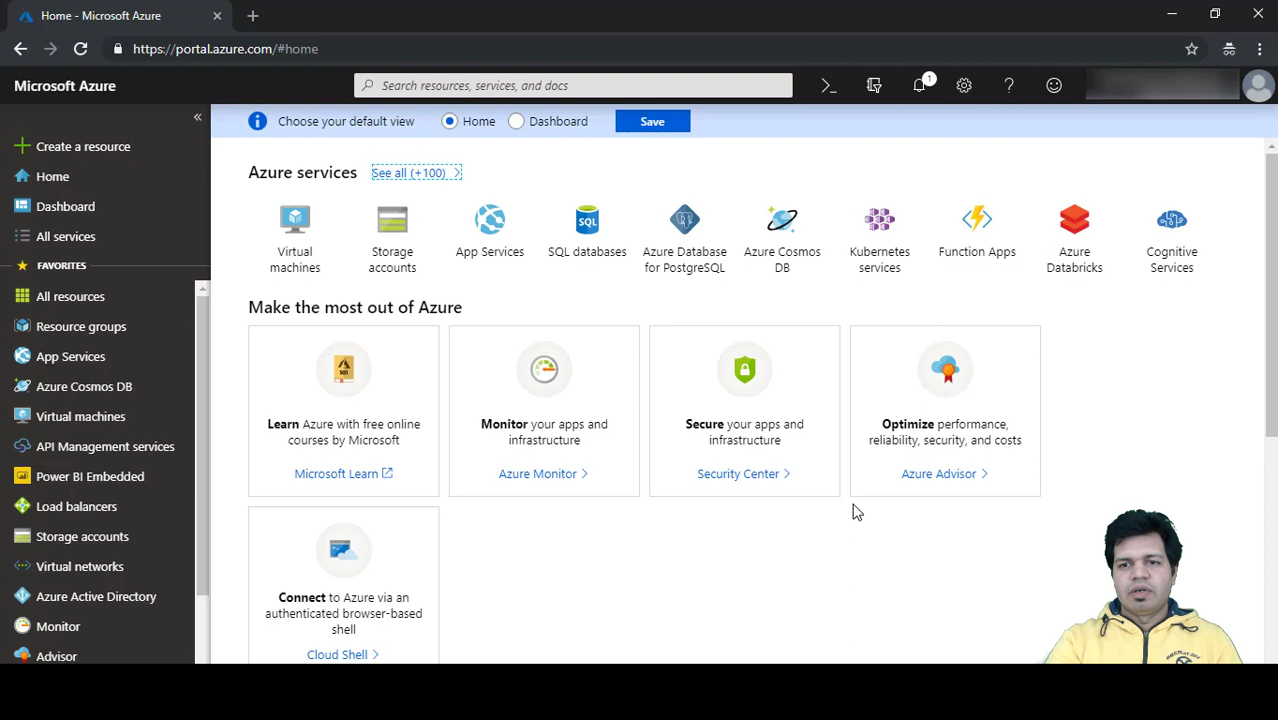 Home - Microsoft Azure
https://portal.azure.com/#home
Microsoft Azure
Search resources, services, and docs
1
Choose your default view
Home
Dashboard
Save
Create a resource
Home
Dashboard
All services
FAVORITES
All resources
Resource groups
App Services
Azure Cosmos DB
Virtual machines
API Management services
Power BI Embedded
Load balancers
Storage accounts
Virtual networks
Azure Active Directory
Monitor
Advisor
Azure services
See all (+100)
Virtual
machines
Storage
accounts
App Services
SQL
SQL databases
Azure Database
for PostgreSQL
Azure Cosmos
DB
Kubernetes
services
Function Apps
Azure
Databricks
Cognitive
Services
Make the most out of Azure
101
Learn Azure with free online
courses by Microsoft
Microsoft Learn
Monitor your apps and
infrastructure
Azure Monitor
Secure your apps and
infrastructure
Security Center
Optimize performance,
reliability, security, and costs
Azure Advisor
Connect to Azure via an
authenticated browser-based
shell
Cloud Shell